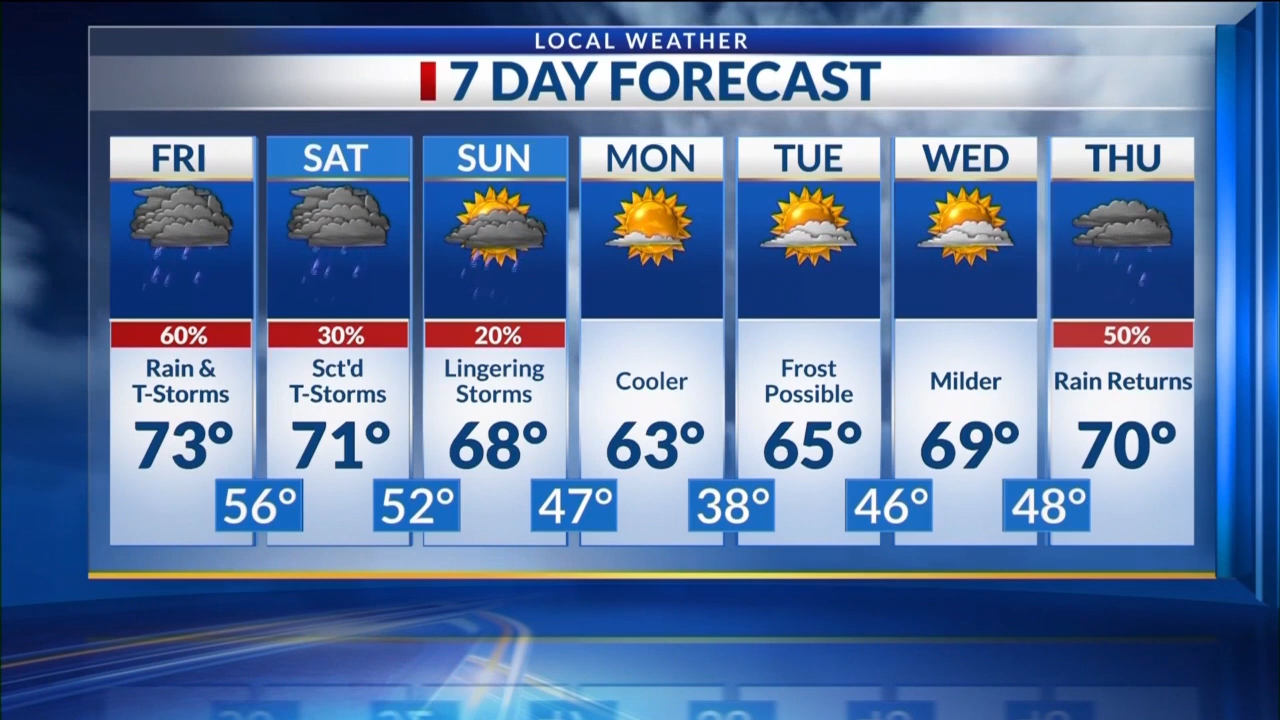 LOCAL WEATHER
7 DAY FORECAST
FRI SAT SUN MON TUE WED THU
60% 30% 20% 50%
Rain &
T-Storms
Sct'd
T-Storms
Lingering
Storms
Cooler
Frost
Possible
Milder
Rain Returns
73° 71° 68° 63° 65° 69° 70°
56° 52° 47° 38° 46° 48°